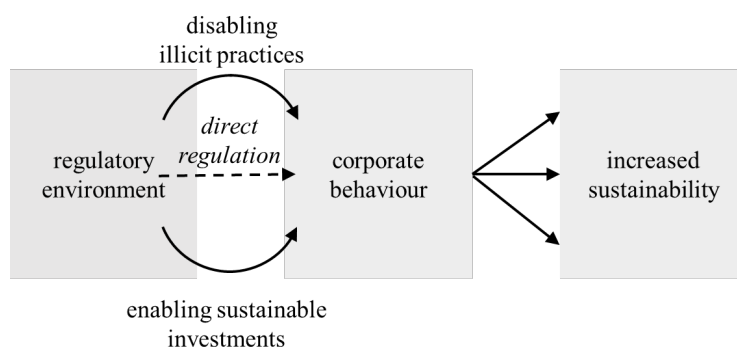 disabling
illicit practices
direct
regulation
regulatory
environment
corporate
behaviour
increased
sustainability
enabling sustainable
investments